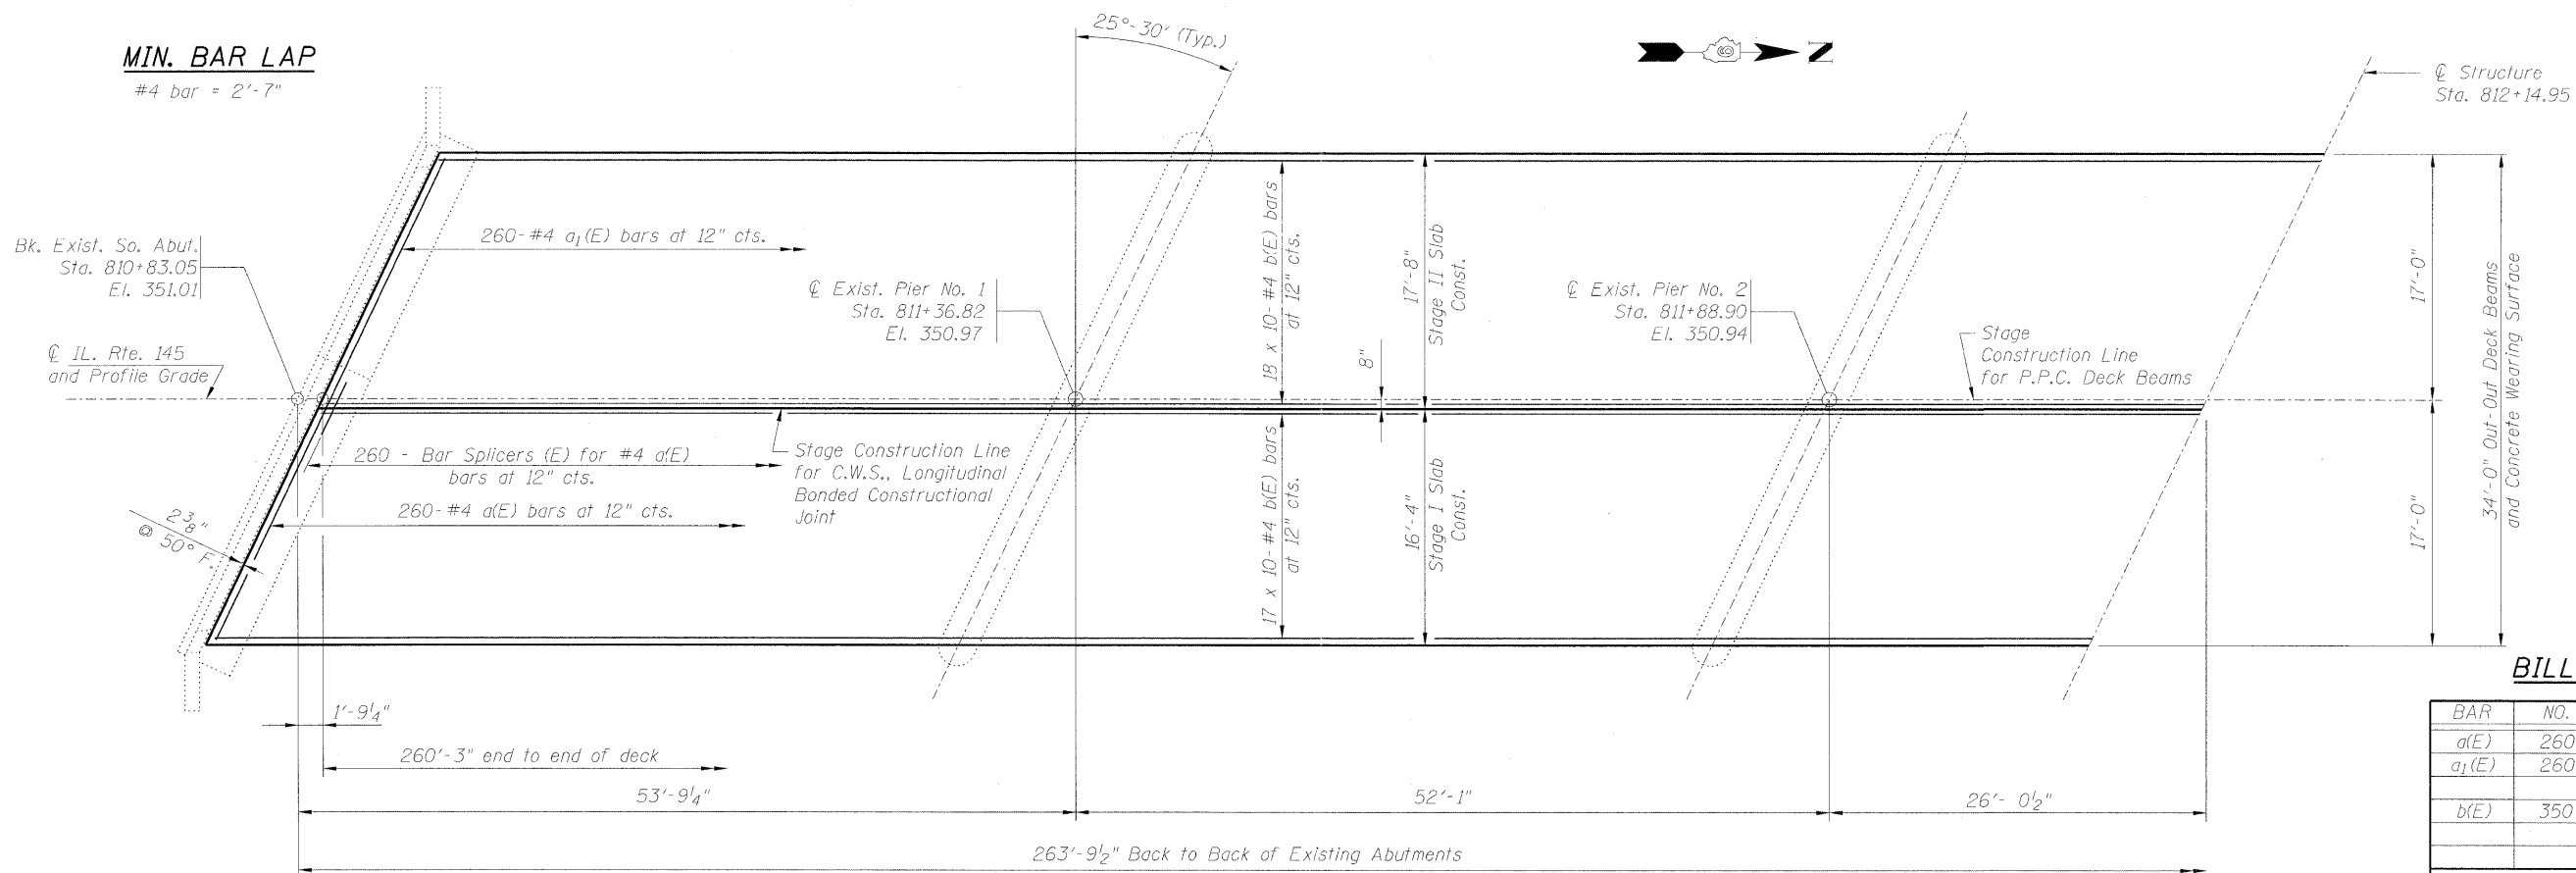 MIN. BAR LAP
#4 bar = 2'-7"
25°-30' (Typ.)
N
℄ Structure
Sta. 812+14.95
Bk. Exist. So. Abut.
Sta. 810+83.05
El. 351.01
260-#4 a1(E) bars at 12" cts.
℄ Exist. Pier No. 1
Sta. 811+36.82
El. 350.97
18 x 10-#4 b(E) bars
at 12" cts.
17'-8"
Stage II Slab
Const.
℄ Exist. Pier No. 2
Sta. 811+88.90
El. 350.94
17'-0"
34'-0" Out-Out Deck Beams
and Concrete Wearing Surface
℄ IL. Rte. 145
and Profile Grade
8"
Stage
Construction Line
for P.P.C. Deck Beams
260 - Bar Splicers (E) for #4 a(E)
bars at 12" cts.
Stage Construction Line
for C.W.S., Longitudinal
Bonded Constructional
Joint
260-#4 a(E) bars at 12" cts.
2 3/8"
@ 50° F.
17 x 10-#4 b(E) bars
at 12" cts.
16'-4"
Stage I Slab
Const.
17'-0"
BILL
BAR NO.
a(E) 260
a1(E) 260
b(E) 350
1'-9 1/4"
260'-3" end to end of deck
53'-9 1/4"
52'-1"
26'- 0 1/2"
263'-9 1/2" Back to Back of Existing Abutments